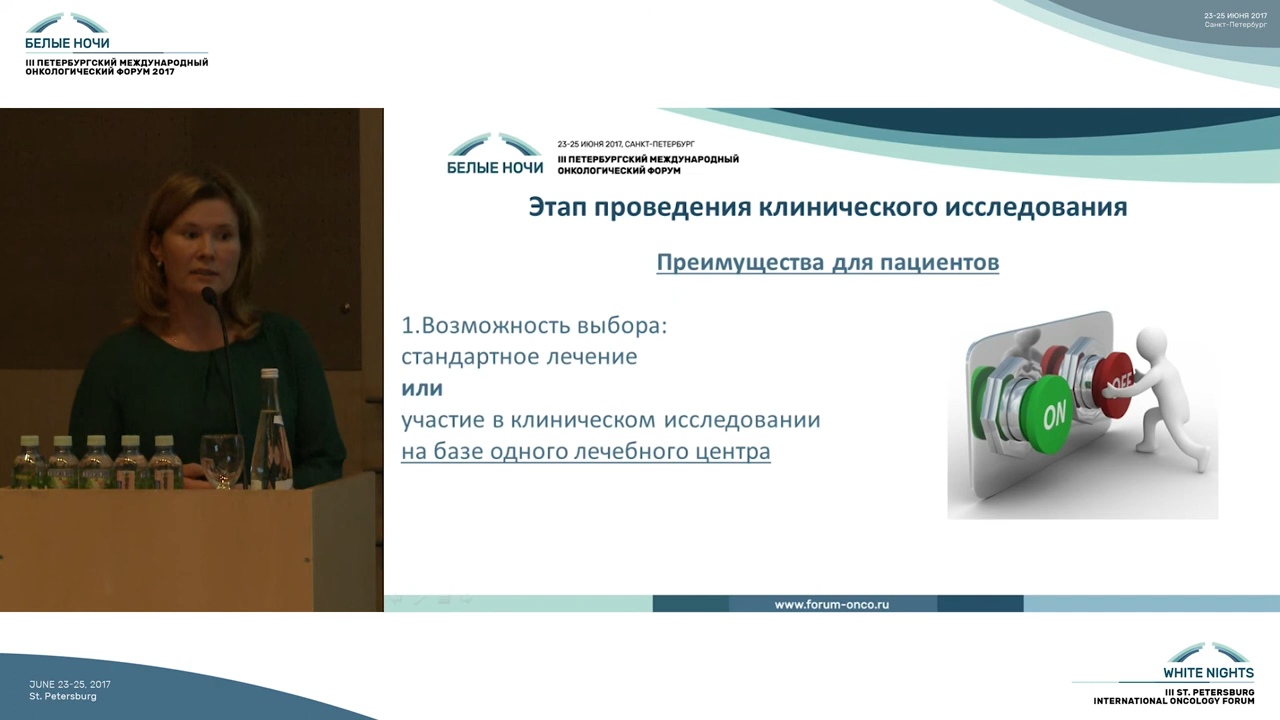 БЕЛЫЕ НОЧИ
III ПЕТЕРБУРГСКИЙ МЕЖДУНАРОДНЫЙ
ОНКОЛОГИЧЕСКИЙ ФОРУМ 2017
23-25 ИЮНЯ 2017
Санкт-Петербург
БЕЛЫЕ НОЧИ
23-25 ИЮНЯ 2017, САНКТ-ПЕТЕРБУРГ
III ПЕТЕРБУРГСКИЙ МЕЖДУНАРОДНЫЙ
ОНКОЛОГИЧЕСКИЙ ФОРУМ
Этап проведения клинического исследования
Преимущества для пациентов
1.Возможность выбора:
стандартное лечение
или
участие в клиническом исследовании
на базе одного лечебного центра
ON
OFF
www.forum-onco.ru
JUNE 23-25, 2017
St. Petersburg
WHITE NIGHTS
III ST. PETERSBURG
INTERNATIONAL ONCOLOGY FORUM